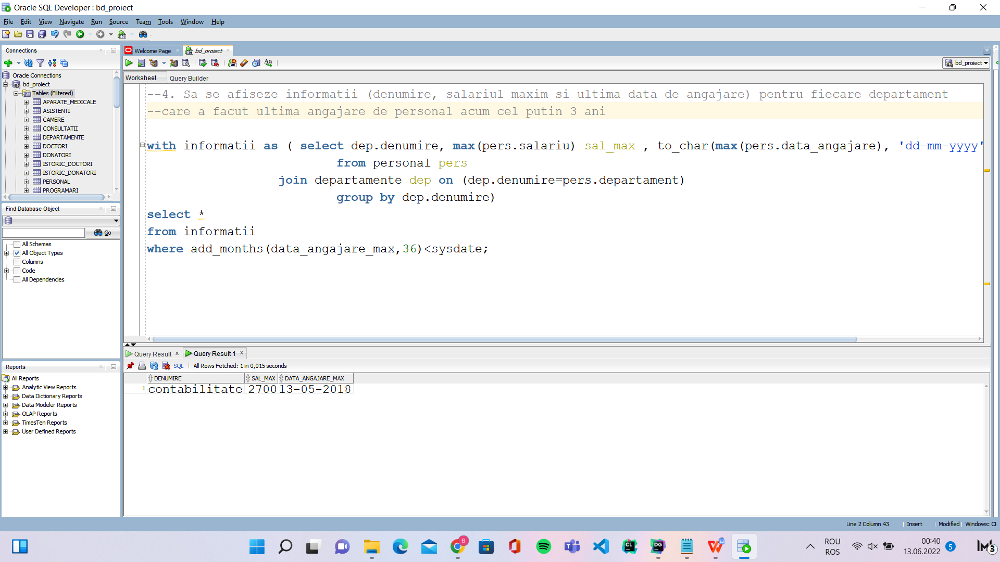 Oracle SQL Developer : bd_proiect
File Edit View Navigate Run Source Team Tools Window Help
Connections
Oracle Connections
bd_proiect
Tables (Filtered)
APARATE_MEDICALE
ASISTENTI
CAMERE
CONSULTATII
DEPARTAMENTE
DOCTORI
DONATORI
ISTORIC_DOCTORI
ISTORIC_DONATORI
PERSONAL
PROGRAMARI
Find Database Object
Go
All Schemas
All Object Types
Columns
Code
All Dependencies
Reports
All Reports
Analytic View Reports
Data Dictionary Reports
Data Modeler Reports
OLAP Reports
TimesTen Reports
User Defined Reports
Welcome Page bd_proiect
bd_proiect
Worksheet Query Builder
--4. Sa se afiseze informatii (denumire, salariul maxim si ultima data de angajare) pentru fiecare departament
--care a facut ultima angajare de personal acum cel putin 3 ani
with informatii as ( select dep.denumire, max(pers.salariu) sal_max , to_char(max(pers.data_angajare), 'dd-mm-yyyy'
from personal pers
join departamente dep on (dep.denumire=pers.departament)
group by dep.denumire)
select *
from informatii
where add_months(data_angajare_max,36)<sysdate;
Query Result Query Result 1
SQL All Rows Fetched: 1 in 0,015 seconds
DENUMIRE SAL_MAX DATA_ANGAJARE_MAX
1 contabilitate 2700 13-05-2018
Line 2 Column 43 Insert Modified Windows: CF
ROU
ROS
00:40
13.06.2022
5
3